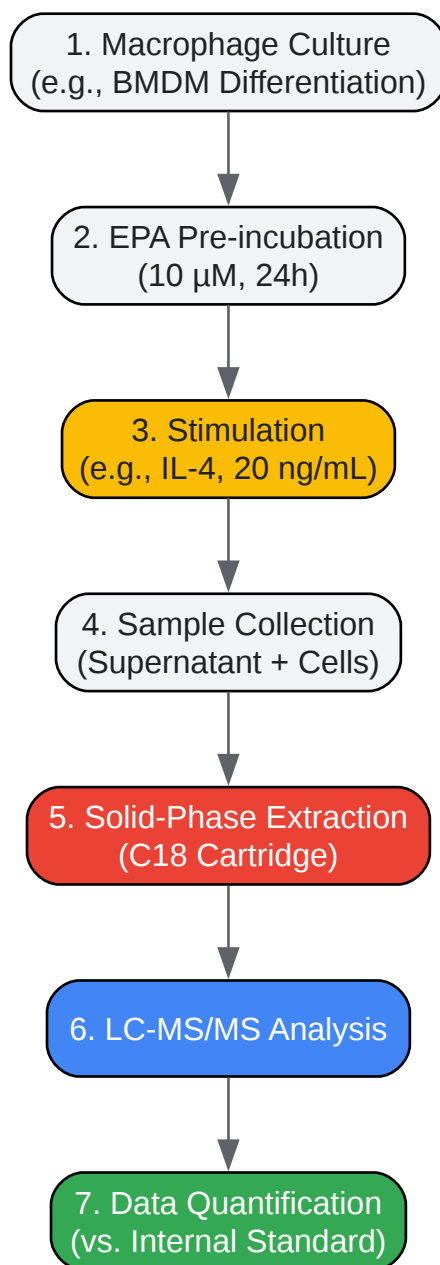 1. Macrophage Culture
(e.g., BMDM Differentiation)
2. EPA Pre-incubation
(10 µM, 24h)
3. Stimulation
(e.g., IL-4, 20 ng/mL)
4. Sample Collection
(Supernatant + Cells)
5. Solid-Phase Extraction
(C18 Cartridge)
6. LC-MS/MS Analysis
7. Data Quantification
(vs. Internal Standard)